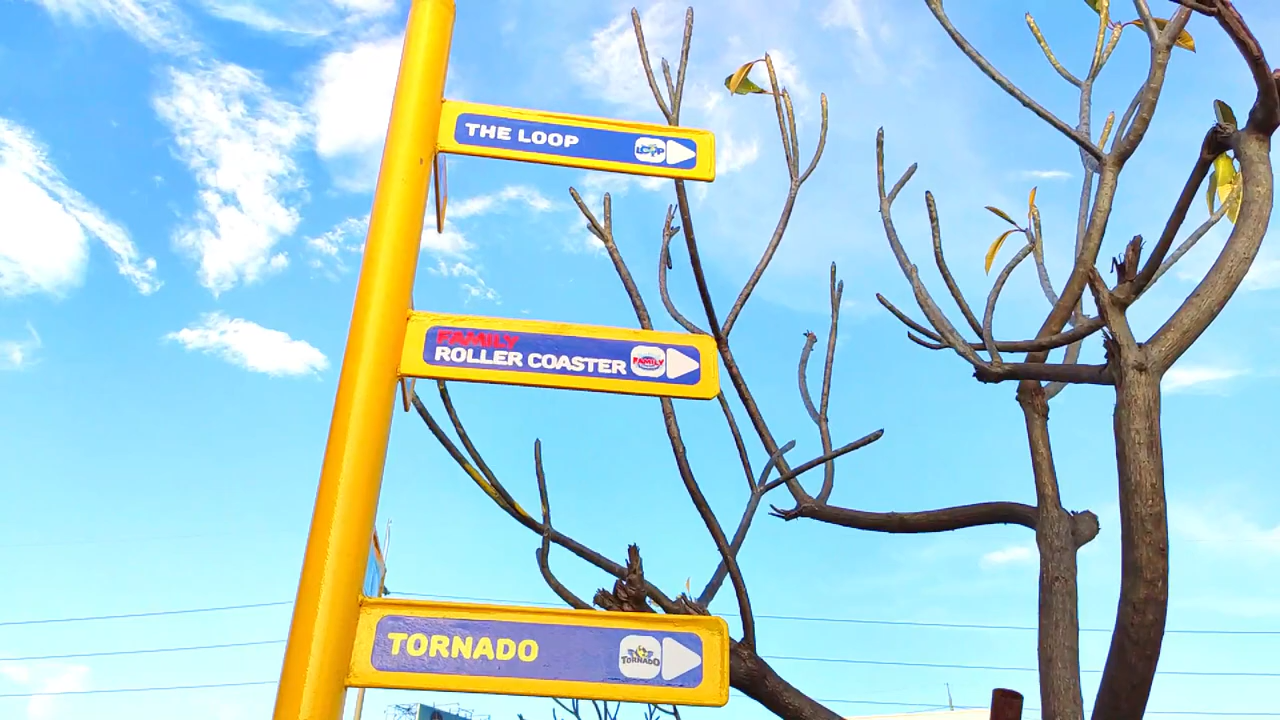 THE LOOP
LOOP
FAMILY
ROLLER COASTER
FAMILY
TORNADO
TORNADO